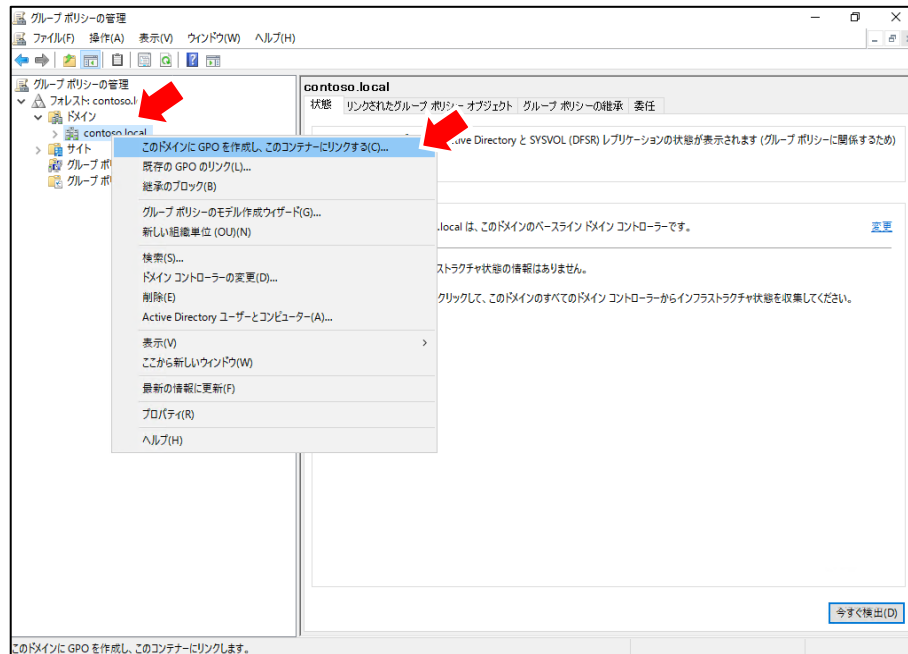 グループ ポリシーの管理
ファイル(F) 操作(A) 表示(V) ウィンドウ(W) ヘルプ(H)
グループ ポリシーの管理
フォレスト: contoso.l
ドメイン
contoso.local
サイト
グループ ポリ
グループ ポリ
このドメインに GPO を作成し、このコンテナーにリンクする(C)...
既存の GPO のリンク(L)...
継承のブロック(B)
グループ ポリシーのモデル作成ウィザード(G)...
新しい組織単位 (OU)(N)
検索(S)...
ドメイン コントローラーの変更(D)...
削除(E)
Active Directory ユーザーとコンピューター(A)...
表示(V)
ここから新しいウィンドウ(W)
最新の情報に更新(F)
プロパティ(R)
ヘルプ(H)
contoso.local
状態 リンクされたグループ ポリシー オブジェクト グループ ポリシーの継承 委任
ctive Directory と SYSVOL (DFSR) レプリケーションの状態が表示されます (グループ ポリシーに関係するため)
.local は、このドメインのベースライン ドメイン コントローラーです。 変更
ストラクチャ状態の情報はありません。
クリックして、このドメインのすべてのドメイン コントローラーからインフラストラクチャ状態を収集してください。
今すぐ検出(D)
このドメインに GPO を作成し、このコンテナーにリンクします。